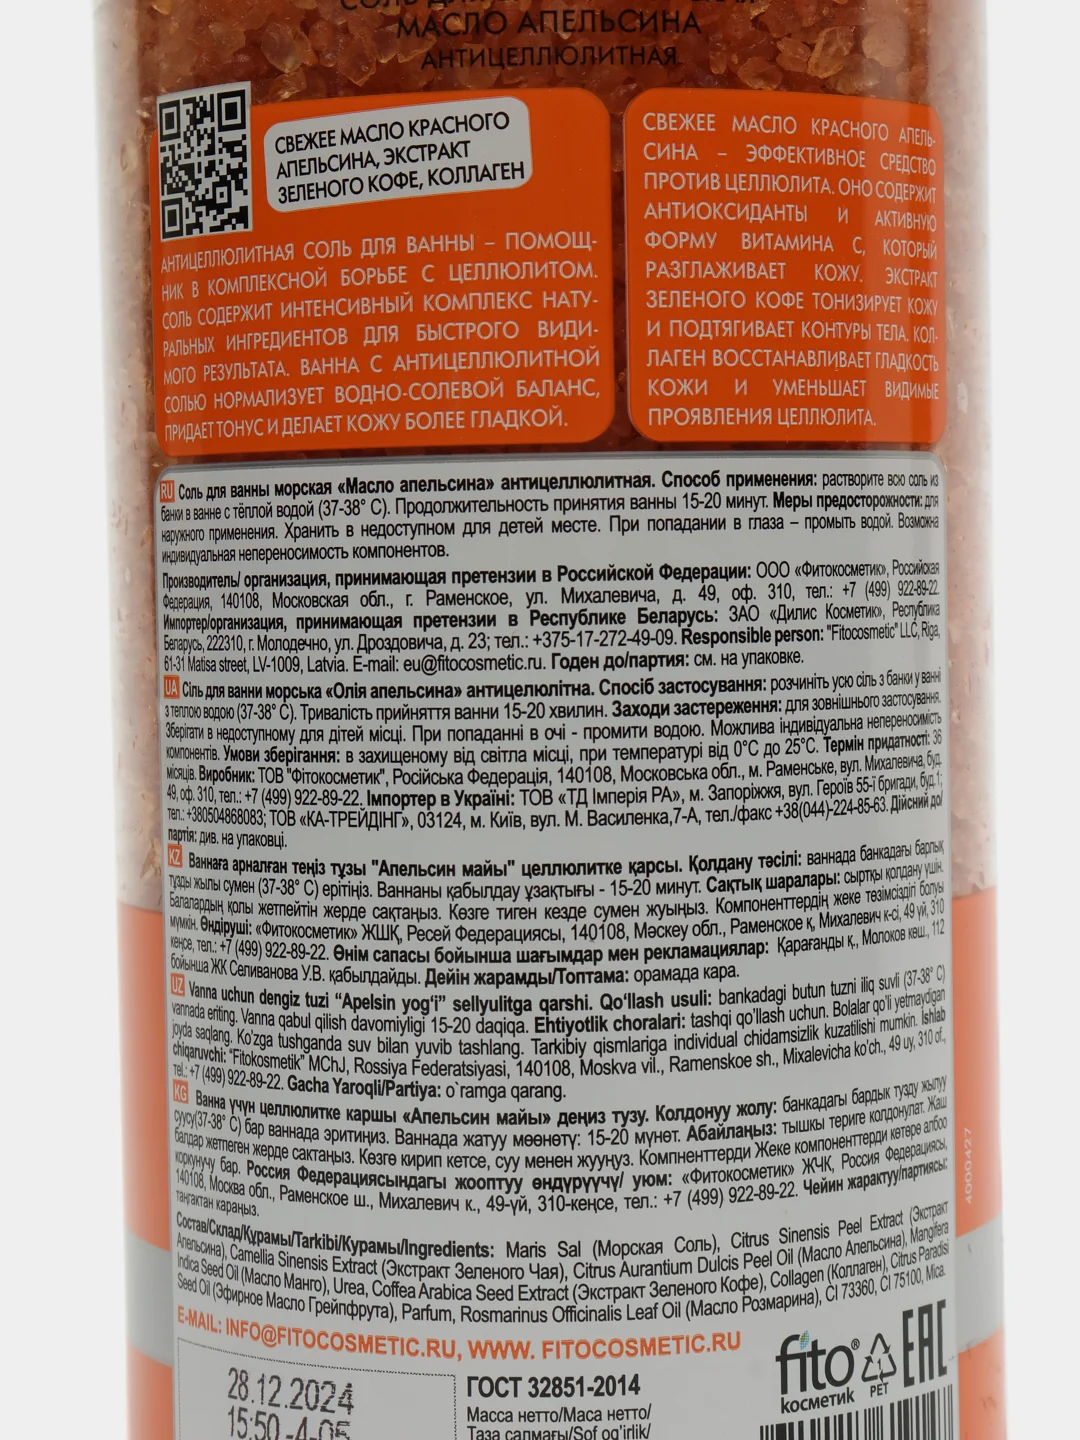 МАСЛО АПЕЛЬСИНА
АНТИЦЕЛЛЮЛИТНАЯ
СВЕЖЕЕ МАСЛО КРАСНОГО
АПЕЛЬСИНА, ЭКСТРАКТ
ЗЕЛЕНОГО КОФЕ, КОЛЛАГЕН
АНТИЦЕЛЛЮЛИТНАЯ СОЛЬ ДЛЯ ВАННЫ – ПОМОЩ-
НИК В КОМПЛЕКСНОЙ БОРЬБЕ С ЦЕЛЛЮЛИТОМ.
СОЛЬ СОДЕРЖИТ ИНТЕНСИВНЫЙ КОМПЛЕКС НАТУ-
РАЛЬНЫХ ИНГРЕДИЕНТОВ ДЛЯ БЫСТРОГО ВИДИ-
МОГО РЕЗУЛЬТАТА. ВАННА С АНТИЦЕЛЛЮЛИТНОЙ
СОЛЬЮ НОРМАЛИЗУЕТ ВОДНО-СОЛЕВОЙ БАЛАНС,
ПРИДАЕТ ТОНУС И ДЕЛАЕТ КОЖУ БОЛЕЕ ГЛАДКОЙ.
СВЕЖЕЕ МАСЛО КРАСНОГО АПЕЛЬ-
СИНА – ЭФФЕКТИВНОЕ СРЕДСТВО
ПРОТИВ ЦЕЛЛЮЛИТА. ОНО СОДЕРЖИТ
АНТИОКСИДАНТЫ И АКТИВНУЮ
ФОРМУ ВИТАМИНА С, КОТОРЫЙ
РАЗГЛАЖИВАЕТ КОЖУ. ЭКСТРАКТ
ЗЕЛЕНОГО КОФЕ ТОНИЗИРУЕТ КОЖУ
И ПОДТЯГИВАЕТ КОНТУРЫ ТЕЛА. КОЛ-
ЛАГЕН ВОССТАНАВЛИВАЕТ ГЛАДКОСТЬ
КОЖИ И УМЕНЬШАЕТ ВИДИМЫЕ
ПРОЯВЛЕНИЯ ЦЕЛЛЮЛИТА.
RU Соль для ванны морская «Масло апельсина» антицеллюлитная. Способ применения: растворите всю соль из
банки в ванне с тёплой водой (37-38° С). Продолжительность принятия ванны 15-20 минут. Меры предосторожности: для
наружного применения. Хранить в недоступном для детей месте. При попадании в глаза – промыть водой. Возможна
индивидуальная непереносимость компонентов.
Производитель/ организация, принимающая претензии в Российской Федерации: ООО «Фитокосметик», Российская
Федерация, 140108, Московская обл., г. Раменское, ул. Михалевича, д. 49, оф. 310, тел.: +7 (499) 922-89-22.
Импортер/организация, принимающая претензии в Республике Беларусь: ЗАО «Дилис Косметик», Республика
Беларусь, 222310, г. Молодечно, ул. Дроздовича, д. 23; тел.: +375-17-272-49-09. Responsible person: "Fitocosmetic" LLC, Riga,
61-31 Matisa street, LV-1009, Latvia. E-mail: eu@fitocosmetic.ru. Годен до/партия: см. на упаковке.
UA Сіль для ванни морська «Олія апельсина» антицелюлітна. Спосіб застосування: розчиніть усю сіль з банки у ванні
з теплою водою (37-38° С). Тривалість прийняття ванни 15-20 хвилин. Заходи застереження: для зовнішнього застосування.
Зберігати в недоступному для дітей місці. При попаданні в очі - промити водою. Можлива індивідуальна непереносимість
компонентів. Умови зберігання: в захищеному від світла місці, при температурі від 0°С до 25°С. Термін придатності: 36
місяців. Виробник: ТОВ "Фітокосметик", Російська Федерація, 140108, Московська обл., м. Раменське, вул. Михалевича, буд.
49, оф. 310, тел.: +7 (499) 922-89-22. Імпортер в Україні: ТОВ «ТД Імперія РА», м. Запоріжжя, вул. Героїв 55-ї бригади, буд.1;
тел.: +380504868083; ТОВ «КА-ТРЕЙДІНГ», 03124, м. Київ, вул. М. Василенка,7-А, тел./факс +38(044)-224-85-63. Дійсний до/
партія: див. на упаковці.
KZ Ваннаға арналған теңіз тұзы "Апельсин майы" целлюлитке қарсы. Қолдану тәсілі: ваннада банкадағы барлық
тұзды жылы сумен (37-38° С) ерітіңіз. Ваннаны қабылдау ұзақтығы - 15-20 минут. Сақтық шаралары: сыртқы қолдану үшін.
Балалардың қолы жетпейтін жерде сақтаңыз. Көзге тиген кезде сумен жуыңыз. Компоненттердің жеке төзімсіздігі болуы
мүмкін. Өндіруші: «Фитокосметик» ЖШҚ, Ресей Федерациясы, 140108, Мәскеу обл., Раменское қ, Михалевич к-сі, 49 үй, 310
кеңсе, тел.: +7 (499) 922-89-22. Өнім сапасы бойынша шағымдар мен рекламациялар: Қарағанды қ., Молоков көш., 112
бойынша ЖК Селиванова У.В. қабылдайды. Дейін жарамды/Топтама: орамада кара.
UZ Vanna uchun dengiz tuzi “Apelsin yog'i” sellyulitga qarshi. Qo'llash usuli: bankadagi butun tuzni iliq suvli (37-38° C)
vannada eriting. Vanna qabul qilish davomiyligi 15-20 daqiqa. Ehtiyotlik choralari: tashqi qo'llash uchun. Bolalar qo'li yetmaydigan
joyda saqlang. Ko'zga tushganda suv bilan yuvib tashlang. Tarkibiy qismlariga individual chidamsizlik kuzatilishi mumkin. Ishlab
chiqaruvchi: “Fitokosmetik” MChJ, Rossiya Federatsiyasi, 140108, Moskva vil., Ramenskoe sh., Mixalevicha ko'ch., 49 uy, 310 of.,
tel.: +7 (499) 922-89-22. Gacha Yaroqli/Partiya: o`ramga qarang.
KG Ванна үчүн целлюлитке каршы «Апельсин майы» деңиз тузу. Колдонуу жолу: банкадагы бардык тузду жылуу
сууcу(37-38° С) бар ваннада эритиңиз. Ваннада жатуу мөөнөтү: 15-20 мүнөт. Абайлаңыз: тышкы териге колдонулат. Жаш
балдар жетпеген жерде сактаңыз. Көзгө кирип кетсе, суу менен жууңуз. Компненттерди Жеке компоненттерди көтөрө албоо
коркунучу бар. Россия Федерациясындагы жооптуу өндүрүүчү/ уюм: «Фитокосметик» ЖЧК, Россия Федерациясы,
140108, Москва обл., Раменское ш., Михалевич к., 49-үй, 310-кеңсе, тел.: +7 (499) 922-89-22. Чейин жарактуу/партиясы:
таңгактан караңыз.
Состав/Склад/Құрамы/Tarkibi/Курамы/Ingredients: Maris Sal (Морская Соль), Citrus Sinensis Peel Extract (Экстракт
Апельсина), Camellia Sinensis Extract (Экстракт Зеленого Чая), Citrus Aurantium Dulcis Peel Oil (Масло Апельсина), Mangifera
Indica Seed Oil (Масло Манго), Urea, Coffea Arabica Seed Extract (Экстракт Зеленого Кофе), Collagen (Коллаген), Citrus Paradisi
Seed Oil (Эфирное Масло Грейпфрута), Parfum, Rosmarinus Officinalis Leaf Oil (Масло Розмарина), CI 73360, CI 75100, Mica.
E-MAIL: INFO@FITOCOSMETIC.RU, WWW. FITOCOSMETIC.RU
4000427
28.12.2024
15:50
ГОСТ 32851-2014
Масса нетто/Маса нетто/
Таза салмағы/Sof og'irlik/
fito®
косметик
1
PET
EAC